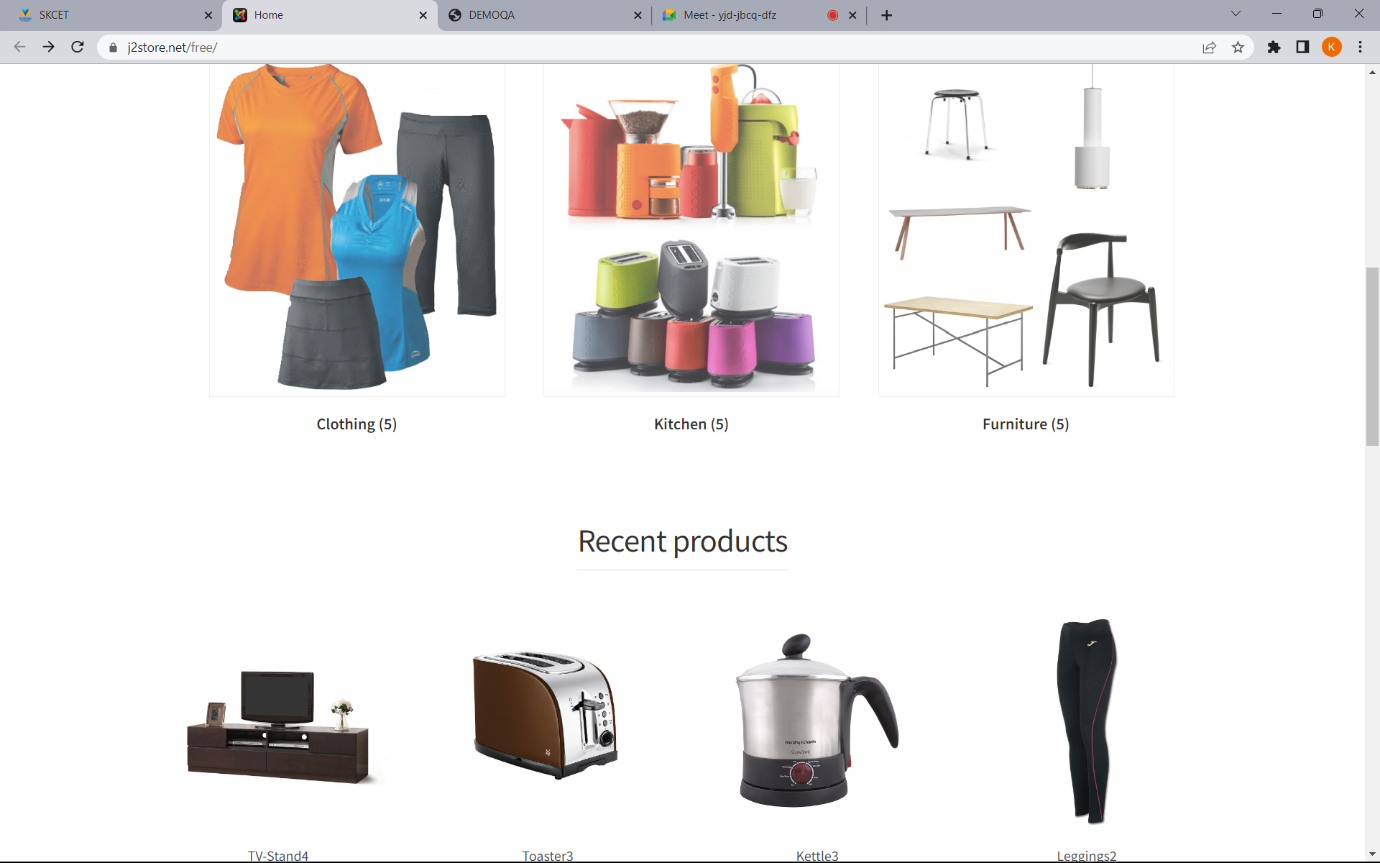 SKCET
Home
DEMOQA
Meet - yjd-jbcq-dfz
j2store.net/free/
K
Clothing (5)
Kitchen (5)
Furniture (5)
Recent products
TV-Stand4
Toaster3
Kettle3
Leggings2